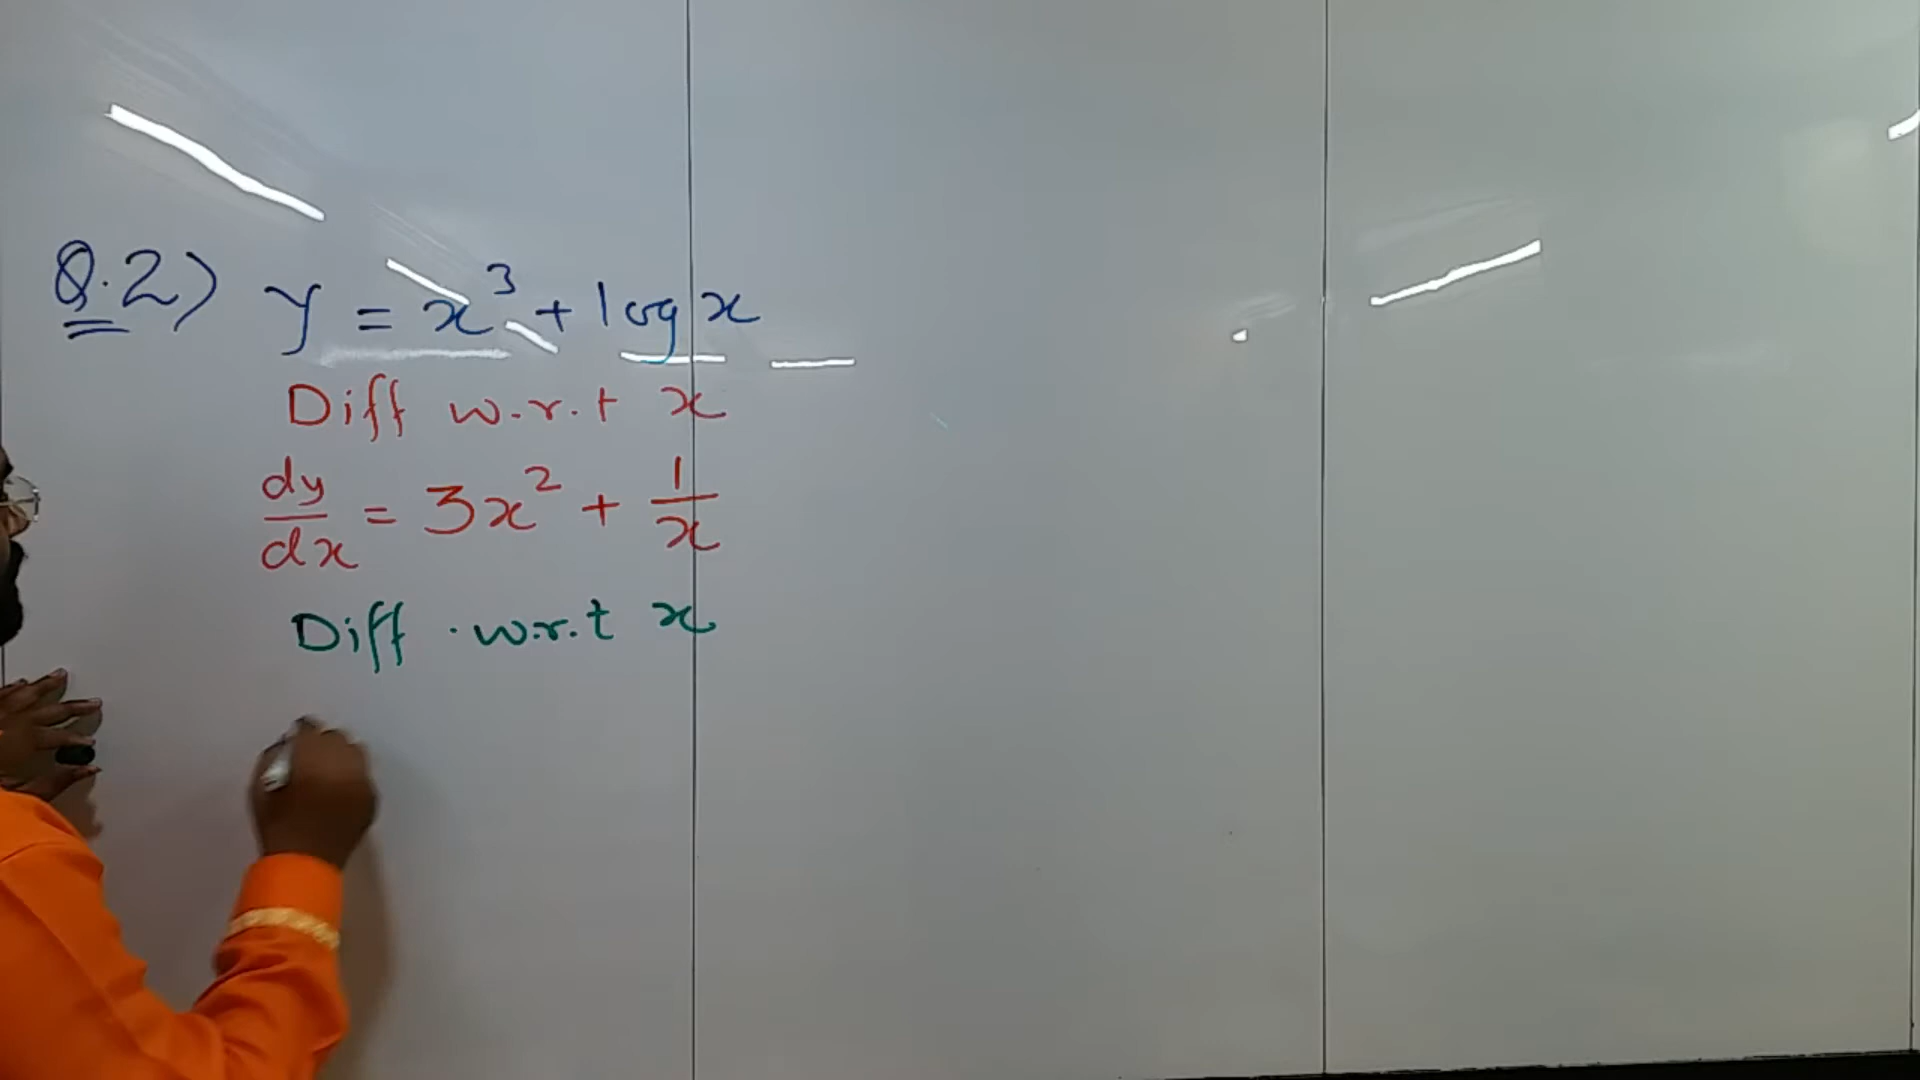 Q.2) y = x³ + log x
Diff w.r.t x
dy/dx = 3x² + 1/x
Diff . w.r.t x